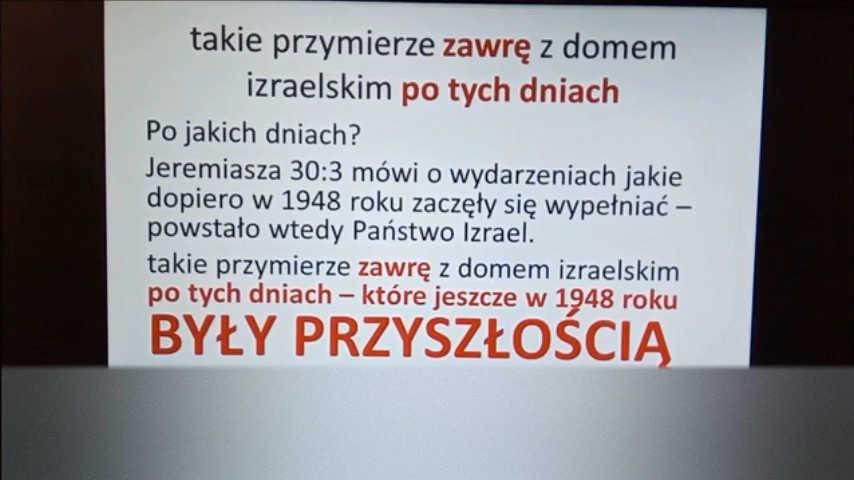 takie przymierze zawrę z domem
izraelskim po tych dniach
Po jakich dniach?
Jeremiasza 30:3 mówi o wydarzeniach jakie
dopiero w 1948 roku zaczęły się wypełniać –
powstało wtedy Państwo Izrael.
takie przymierze zawrę z domem izraelskim
po tych dniach – które jeszcze w 1948 roku
BYŁY PRZYSZŁOŚCIĄ